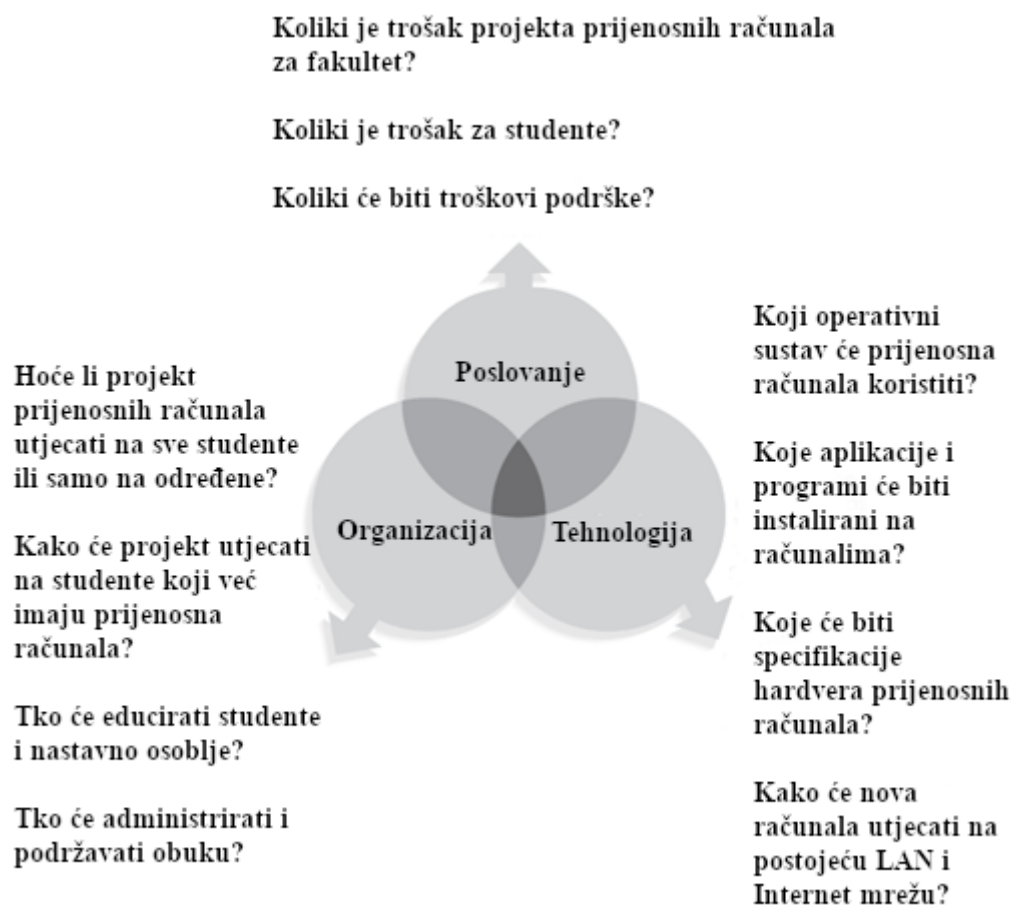 Koliki je trošak projekta prijenosnih računala
za fakultet?
Koliki je trošak za studente?
Koliki će biti troškovi podrške?
Poslovanje
Organizacija
Tehnologija
Hoće li projekt
prijenosnih računala
utjecati na sve studente
ili samo na određene?
Kako će projekt utjecati
na studente koji već
imaju prijenosna
računala?
Tko će educirati studente
i nastavno osoblje?
Tko će administrirati i
podržavati obuku?
Koji operativni
sustav će prijenosna
računala koristiti?
Koje aplikacije i
programi će biti
instalirani na
računalima?
Koje će biti
specifikacije
hardvera prijenosnih
računala?
Kako će nova
računala utjecati na
postojeću LAN i
Internet mrežu?